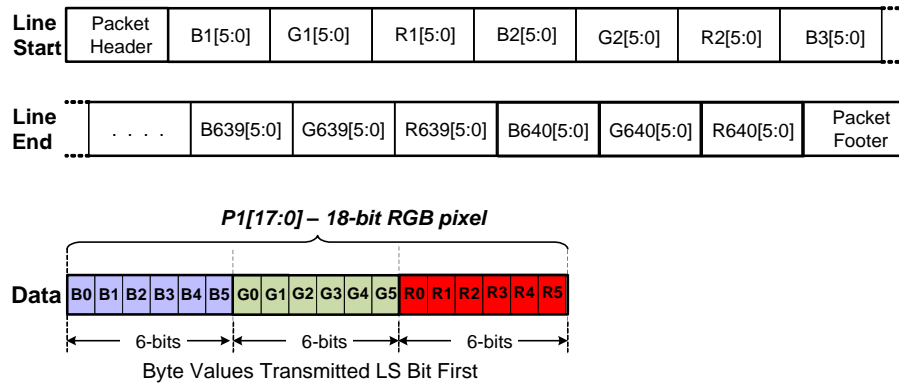 Line Start Packet Header B1[5:0] G1[5:0] R1[5:0] B2[5:0] G2[5:0] R2[5:0] B3[5:0]
Line End . . . . B639[5:0] G639[5:0] R639[5:0] B640[5:0] G640[5:0] R640[5:0] Packet Footer
P1[17:0] – 18-bit RGB pixel
Data B0 B1 B2 B3 B4 B5 G0 G1 G2 G3 G4 G5 R0 R1 R2 R3 R4 R5
6-bits 6-bits 6-bits
Byte Values Transmitted LS Bit First